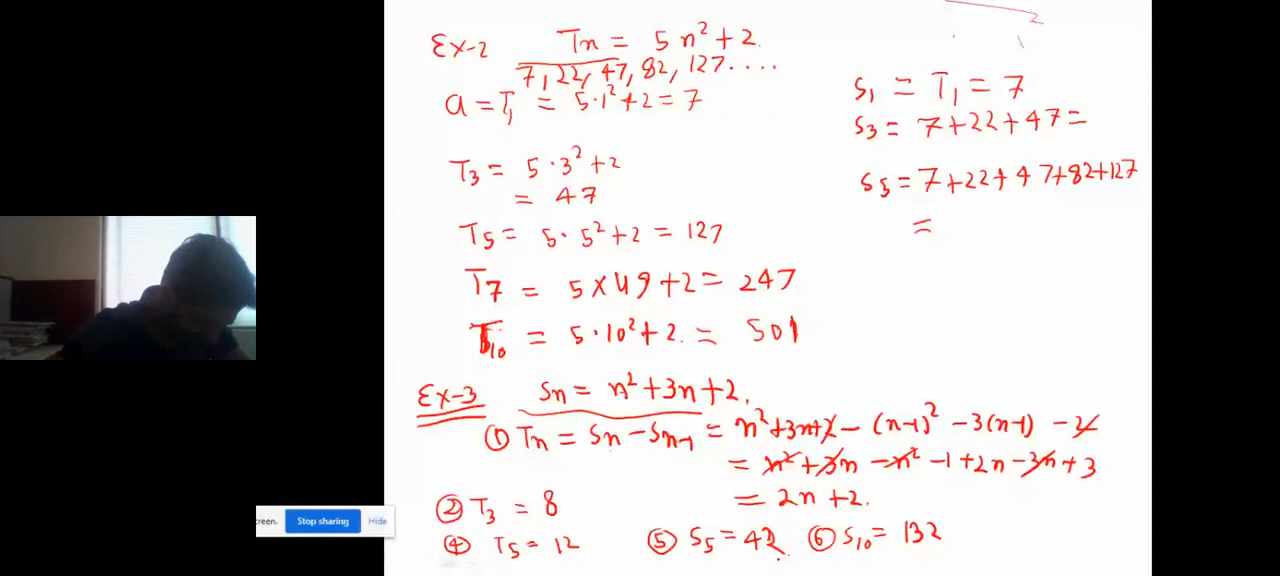 Ex-2 Tn = 5n²+2.
7, 22, 47, 82, 127....
a = T₁ = 5·1²+2 = 7
T₃ = 5·3²+2
= 47
T₅ = 5·5²+2 = 127
T₇ = 5×49+2 = 247
T₁₀ = 5·10²+2. = 501
S₁ = T₁ = 7
S₃ = 7+22+47 =
S₅ = 7+22+47+82+127
=
Ex-3 Sn = n²+3n+2.
① Tn = Sn - Sn-1 = n²+3n+2 - (n-1)² - 3(n-1) - 2
= n²+3n - n² - 1 + 2n - 3n + 3
= 2n+2.
② T₃ = 8
④ T₅ = 12 ⑤ S₅ = 42. ⑥ S₁₀ = 132
screen. Stop sharing Hide